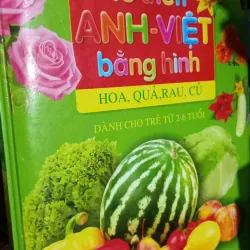 ANH-VIỆT
bằng hình
HOA, QUẢ,RAU, CỦ
DÀNH CHO TRẺ TỪ 2-6 TUỔI